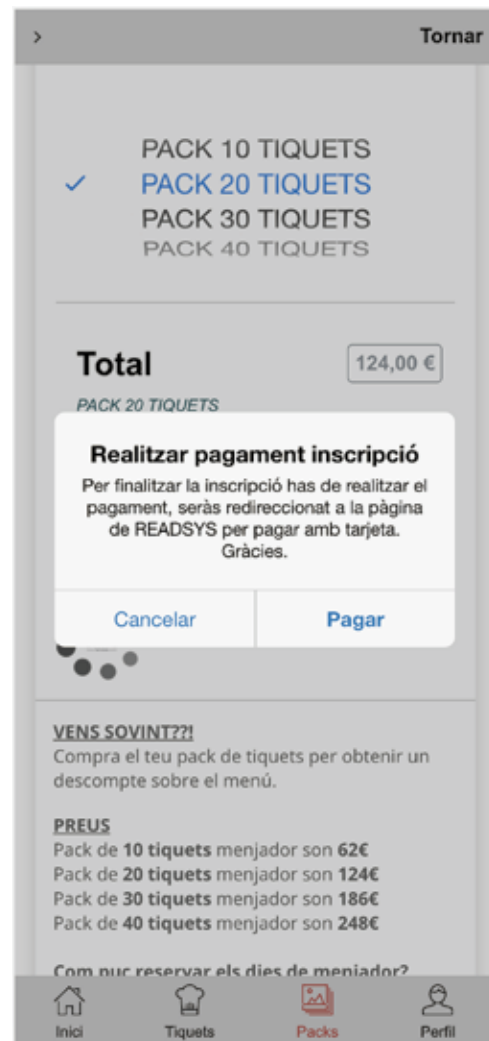 Tornar
PACK 10 TIQUETS
PACK 20 TIQUETS
PACK 30 TIQUETS
PACK 40 TIQUETS
Total
124,00 €
PACK 20 TIQUETS
Realitzar pagament inscripció
Per finalitzar la inscripció has de realitzar el
pagament, seràs redireccionat a la pàgina
de READSYS per pagar amb tarjeta.
Gràcies.
Cancelar
Pagar
VENS SOVINT??!
Compra el teu pack de tiquets per obtenir un
descompte sobre el menú.
PREUS
Pack de 10 tiquets menjador son 62€
Pack de 20 tiquets menjador son 124€
Pack de 30 tiquets menjador son 186€
Pack de 40 tiquets menjador son 248€
Com puc reservar els dies de menjador?
Inici
Tiquets
Packs
Perfil